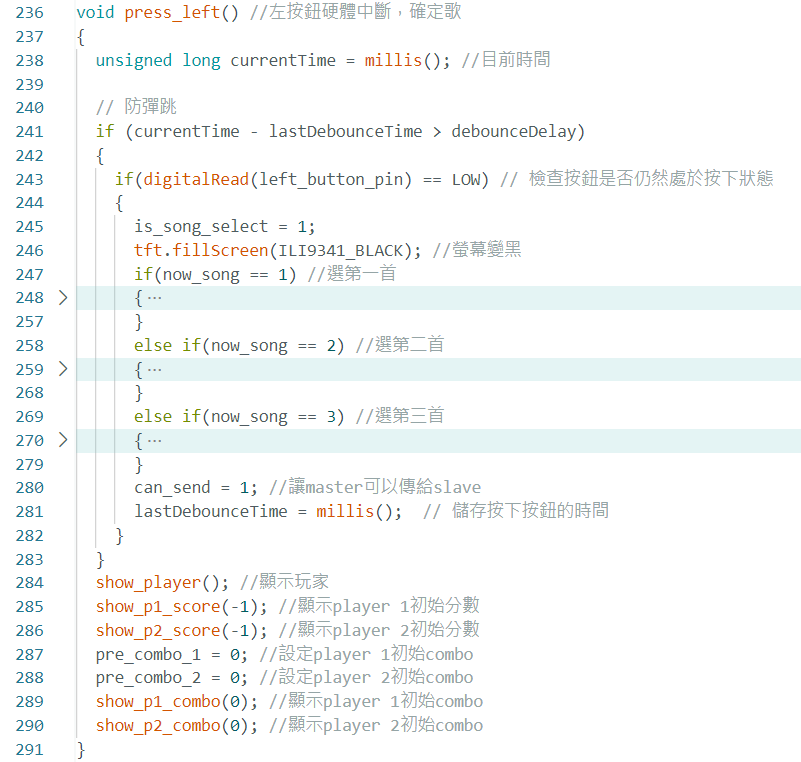 236 void press_left() //左按鈕硬體中斷，確定歌
237 {
238 unsigned long currentTime = millis(); //目前時間
239
240 // 防彈跳
241 if (currentTime - lastDebounceTime > debounceDelay)
242 {
243 if(digitalRead(left_button_pin) == LOW) // 檢查按鈕是否仍然處於按下狀態
244 {
245 is_song_select = 1;
246 tft.fillScreen(ILI9341_BLACK); //螢幕變黑
247 if(now_song == 1) //選第一首
248 {···
257 }
258 else if(now_song == 2) //選第二首
259 {···
268 }
269 else if(now_song == 3) //選第三首
270 {···
279 }
280 can_send = 1; //讓master可以傳給slave
281 lastDebounceTime = millis(); // 儲存按下按鈕的時間
282 }
283 }
284 show_player(); //顯示玩家
285 show_p1_score(-1); //顯示player 1初始分數
286 show_p2_score(-1); //顯示player 2初始分數
287 pre_combo_1 = 0; //設定player 1初始combo
288 pre_combo_2 = 0; //設定player 2初始combo
289 show_p1_combo(0); //顯示player 1初始combo
290 show_p2_combo(0); //顯示player 2初始combo
291 }